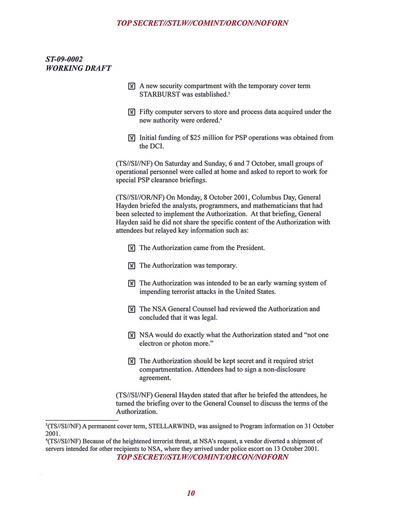 TOP SECRET//STLW//COMINT/ORCON/NOFORN
ST-09-0002
WORKING DRAFT
A new security compartment with the temporary cover term
STARBURST was established.³
Fifty computer servers to store and process data acquired under the
new authority were ordered.⁴
Initial funding of $25 million for PSP operations was obtained from
the DCI.
(TS//SI//NF) On Saturday and Sunday, 6 and 7 October, small groups of
operational personnel were called at home and asked to report to work for
special PSP clearance briefings.
(TS//SI//OR/NF) On Monday, 8 October 2001, Columbus Day, General
Hayden briefed the analysts, programmers, and mathematicians that had
been selected to implement the Authorization. At that briefing, General
Hayden said he did not share the specific content of the Authorization with
attendees but relayed key information such as:
The Authorization came from the President.
The Authorization was temporary.
The Authorization was intended to be an early warning system of
impending terrorist attacks in the United States.
The NSA General Counsel had reviewed the Authorization and
concluded that it was legal.
NSA would do exactly what the Authorization stated and “not one
electron or photon more.”
The Authorization should be kept secret and it required strict
compartmentation. Attendees had to sign a non-disclosure
agreement.
(TS//SI//NF) General Hayden stated that after he briefed the attendees, he
turned the briefing over to the General Counsel to discuss the terms of the
Authorization.
³(TS//SI//NF) A permanent cover term, STELLARWIND, was assigned to Program information on 31 October
2001.
⁴(TS//SI//NF) Because of the heightened terrorist threat, at NSA's request, a vendor diverted a shipment of
servers intended for other recipients to NSA, where they arrived under police escort on 13 October 2001.
TOP SECRET//STLW//COMINT/ORCON/NOFORN
10